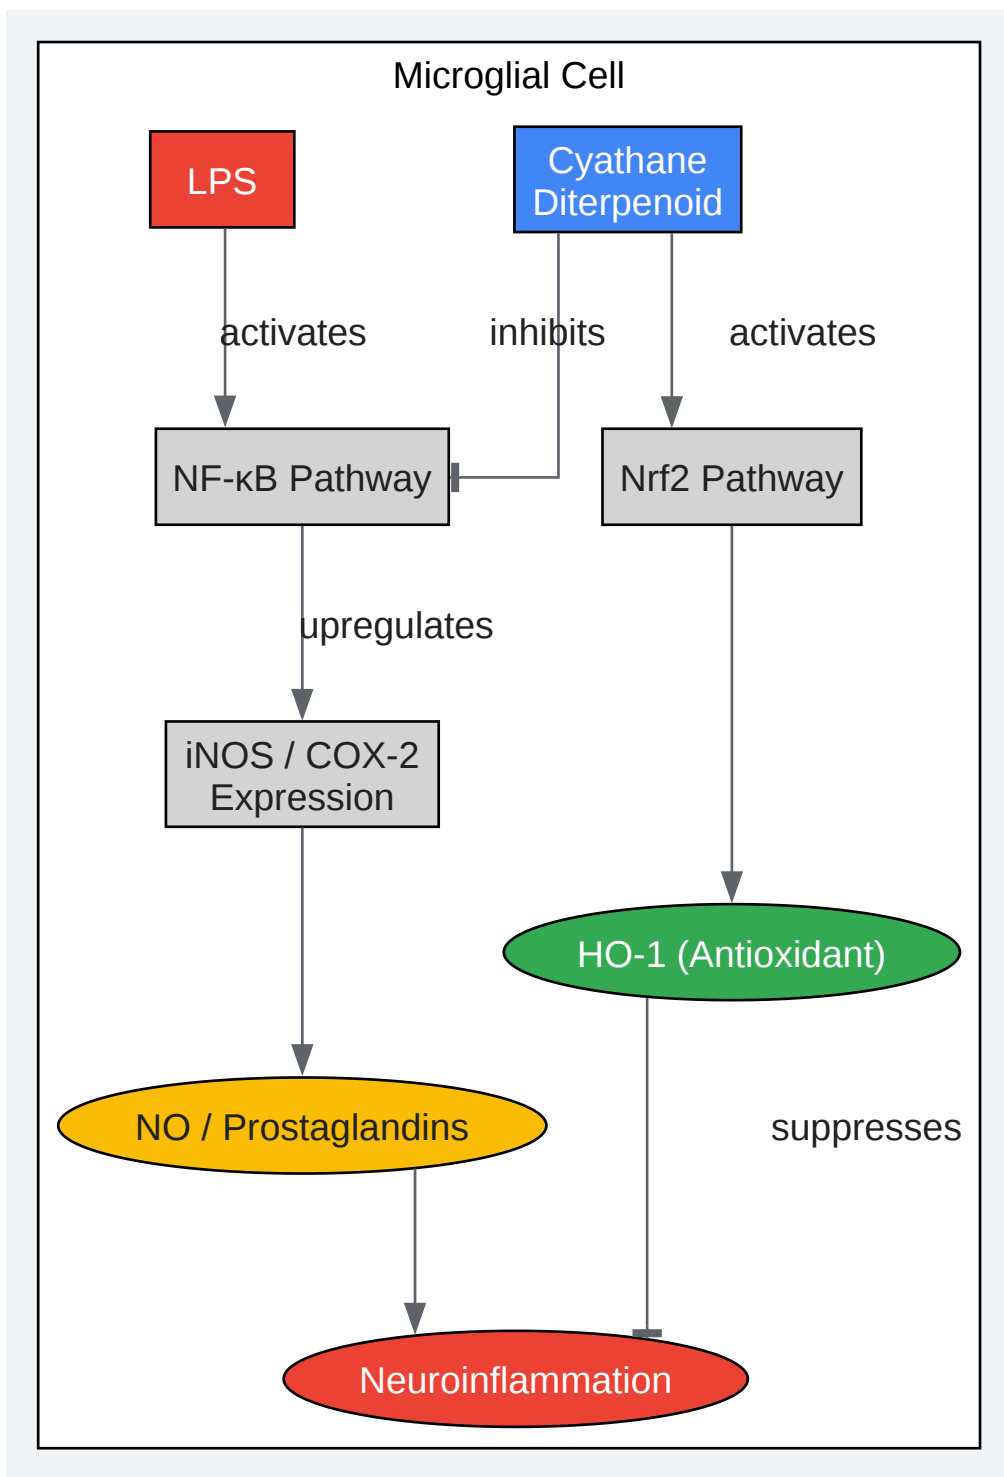 Microglial Cell
LPS
Cyathane
Diterpenoid
activates
inhibits
activates
NF-κB Pathway
Nrf2 Pathway
upregulates
iNOS / COX-2
Expression
HO-1 (Antioxidant)
NO / Prostaglandins
suppresses
Neuroinflammation